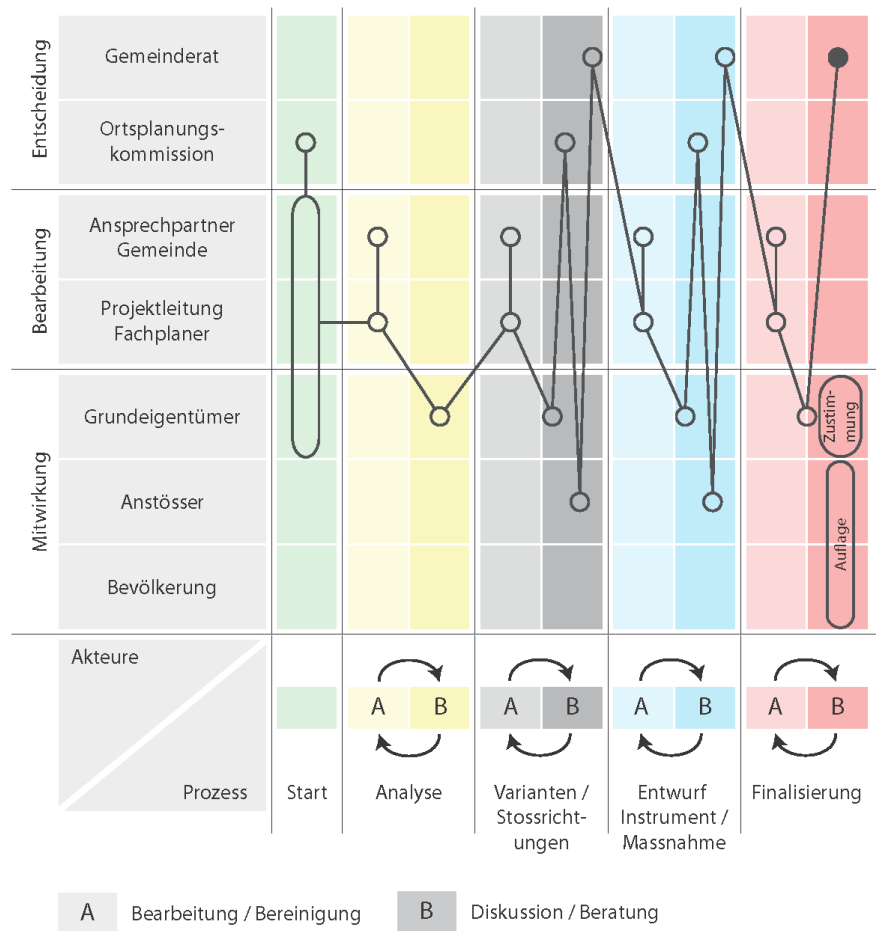 Entscheidung
Gemeinderat
Ortsplanungs-
kommission
Bearbeitung
Ansprechpartner
Gemeinde
Projektleitung
Fachplaner
Mitwirkung
Grundeigentümer
Anstösser
Bevölkerung
Zustim-
mung
Auflage
Akteure
Prozess
A B A B A B A B
Start
Analyse
Varianten /
Stossricht-
ungen
Entwurf
Instrument /
Massnahme
Finalisierung
A Bearbeitung / Bereinigung
B Diskussion / Beratung